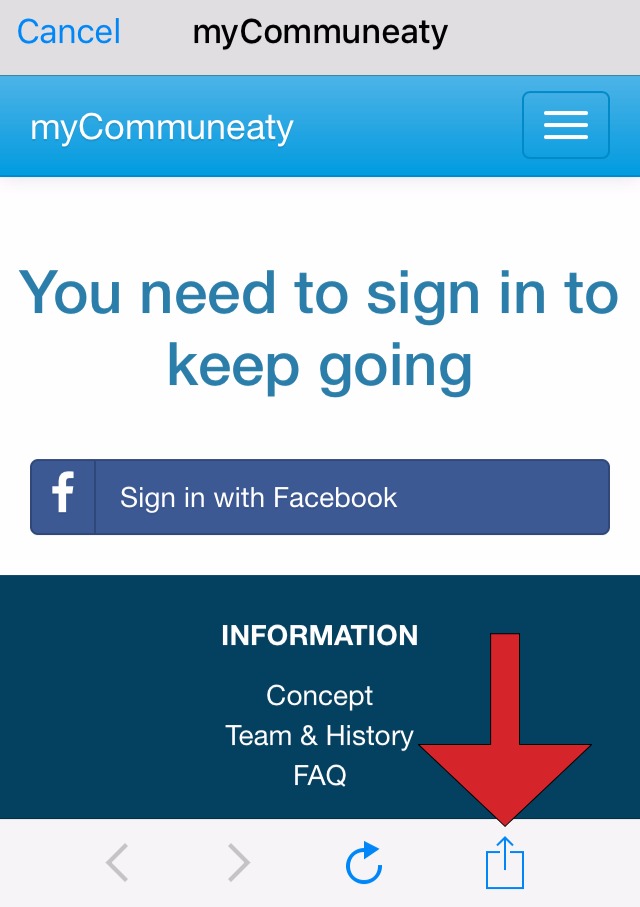 Cancel myCommuneaty
myCommuneaty
You need to sign in to
keep going
f Sign in with Facebook
INFORMATION
Concept
Team & History
FAQ